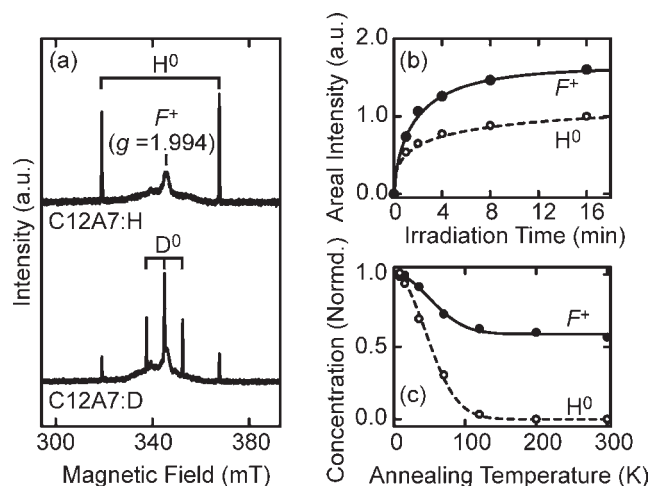 (a)
H⁰
F⁺
(g =1.994)
C12A7:H
D⁰
C12A7:D
300
340
380
Magnetic Field (mT)
Intensity (a.u.)
(b)
2.0
1.0
0.0
F⁺
H⁰
0
4
8
12
16
Irradiation Time (min)
Areal Intensity (a.u.)
1.0
0.5
0.0
F⁺
(c)
H⁰
0
100
200
300
Annealing Temperature (K)
Concentration (Normd.)